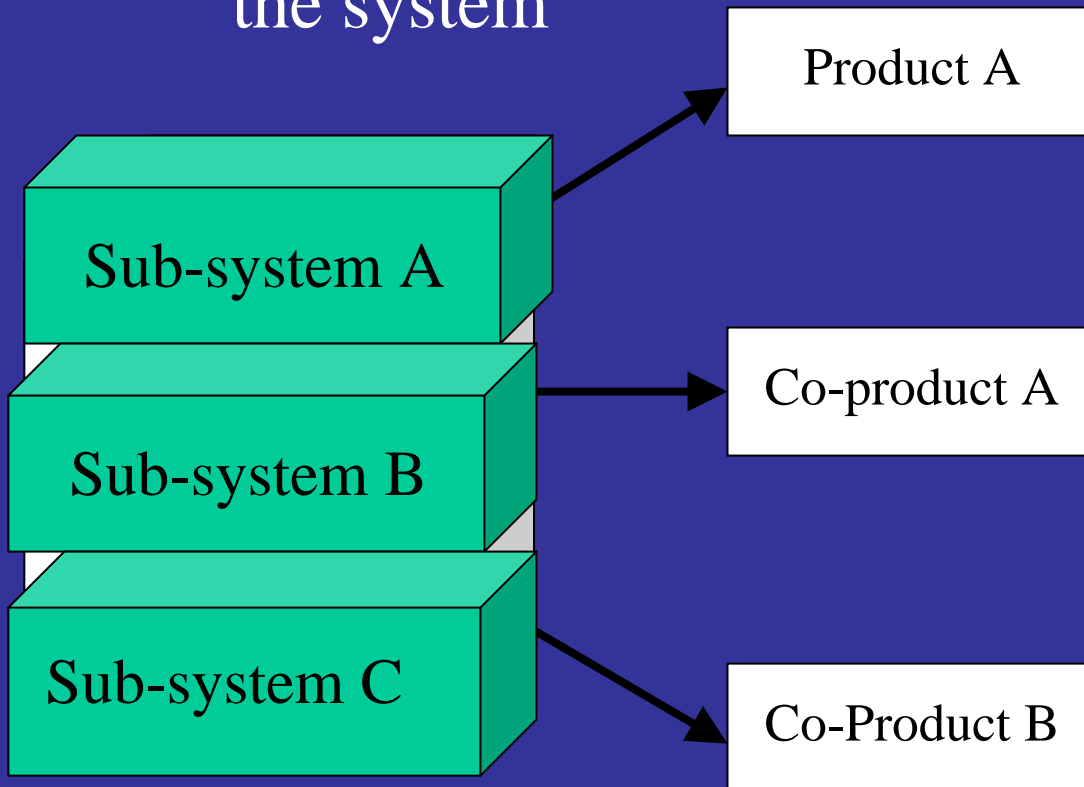 the system
Product A
Sub-system A
Co-product A
Sub-system B
Sub-system C
Co-Product B